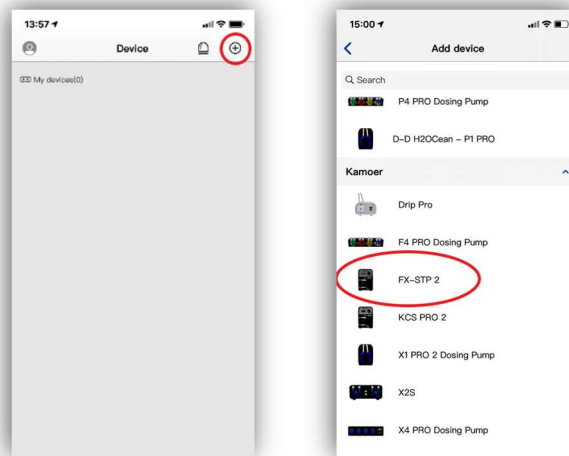 13:57
Device
My devices(0)
15:00
Add device
Search
P4 PRO Dosing Pump
D-D H2OCean - P1 PRO
Kamoer
Drip Pro
F4 PRO Dosing Pump
FX-STP 2
KCS PRO 2
X1 PRO 2 Dosing Pump
X2S
X4 PRO Dosing Pump